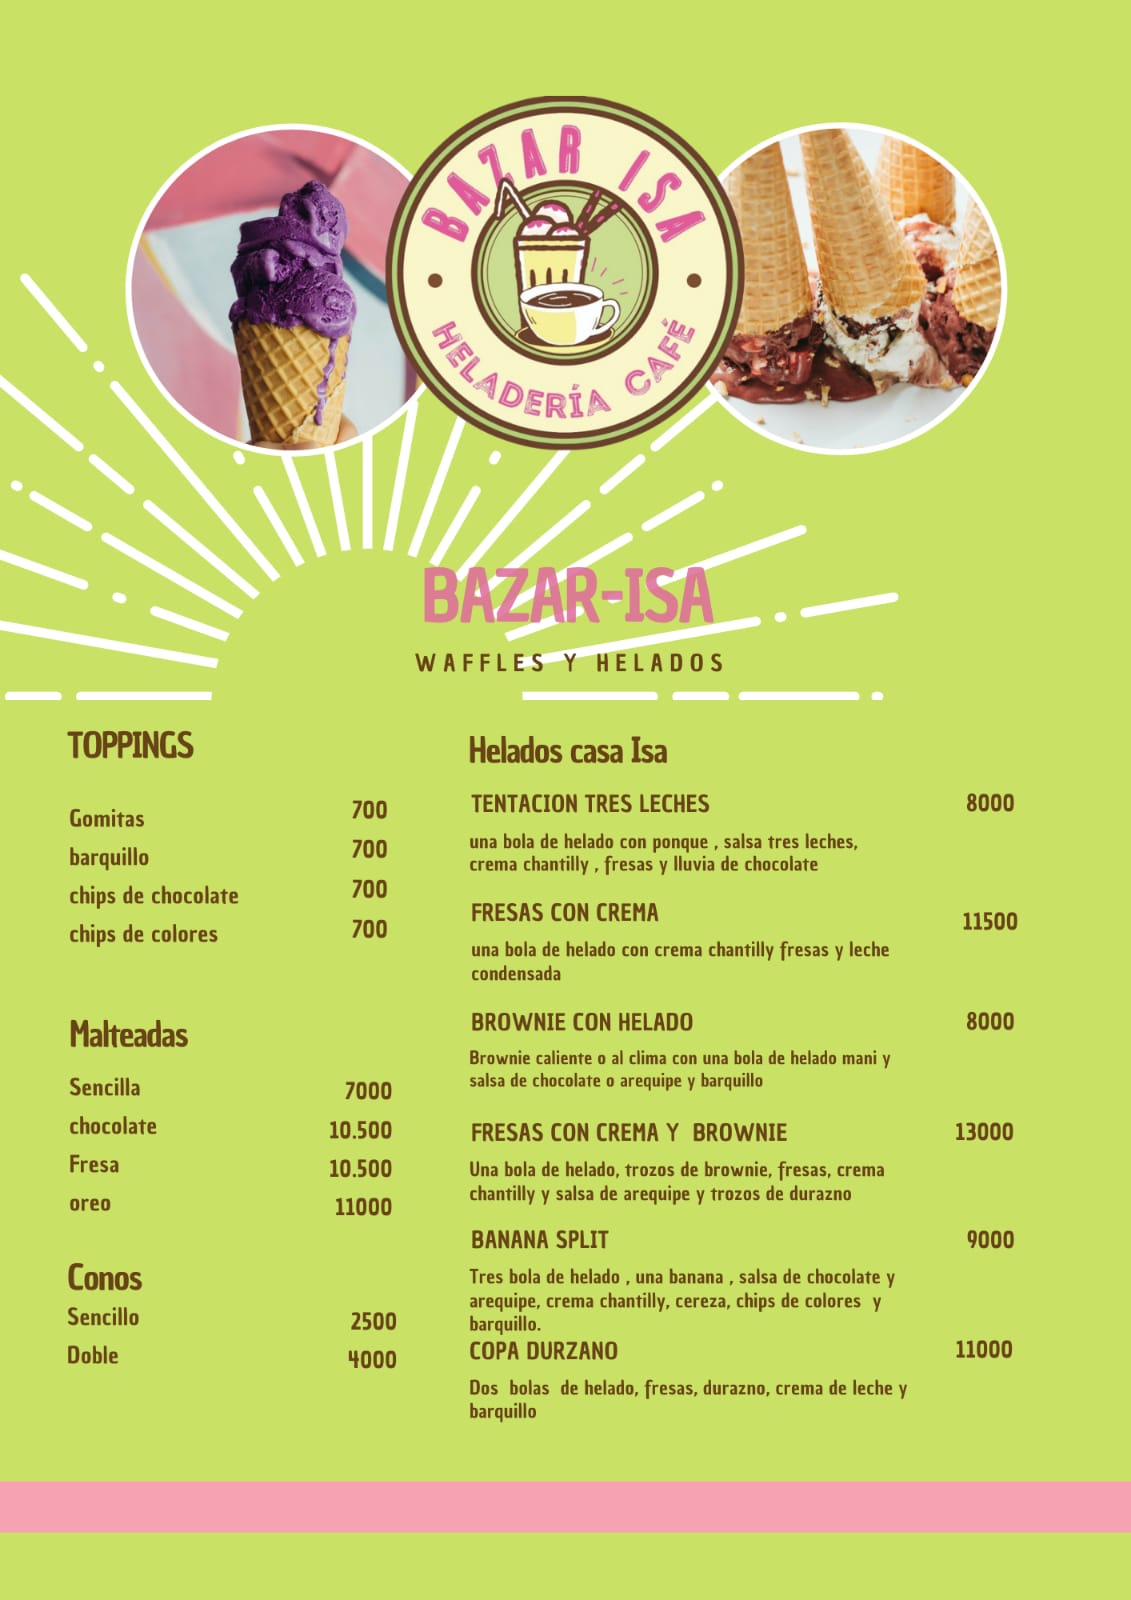 BAZAR ISA
HELADERÍA CAFÉ
BAZAR-ISA
WAFFLES Y HELADOS
TOPPINGS
Gomitas 700
barquillo 700
chips de chocolate 700
chips de colores 700
Malteadas
Sencilla 7000
chocolate 10.500
Fresa 10.500
oreo 11000
Conos
Sencillo 2500
Doble 4000
Helados casa Isa
TENTACION TRES LECHES 8000
una bola de helado con ponque , salsa tres leches,
crema chantilly , fresas y lluvia de chocolate
FRESAS CON CREMA 11500
una bola de helado con crema chantilly fresas y leche
condensada
BROWNIE CON HELADO 8000
Brownie caliente o al clima con una bola de helado mani y
salsa de chocolate o arequipe y barquillo
FRESAS CON CREMA Y BROWNIE 13000
Una bola de helado, trozos de brownie, fresas, crema
chantilly y salsa de arequipe y trozos de durazno
BANANA SPLIT 9000
Tres bola de helado , una banana , salsa de chocolate y
arequipe, crema chantilly, cereza, chips de colores y
barquillo.
COPA DURZANO 11000
Dos bolas de helado, fresas, durazno, crema de leche y
barquillo